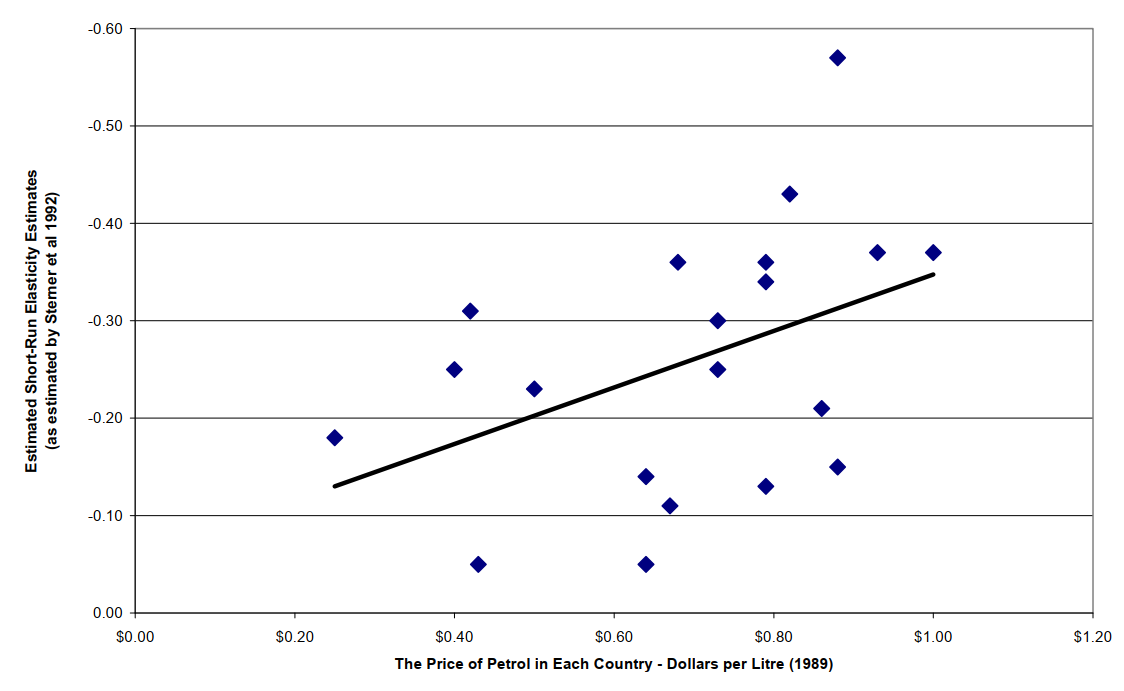 Estimated Short-Run Elasticity Estimates
(as estimated by Sterner et al 1992)
-0.60
-0.50
-0.40
-0.30
-0.20
-0.10
0.00
$0.00 $0.20 $0.40 $0.60 $0.80 $1.00 $1.20
The Price of Petrol in Each Country - Dollars per Litre (1989)